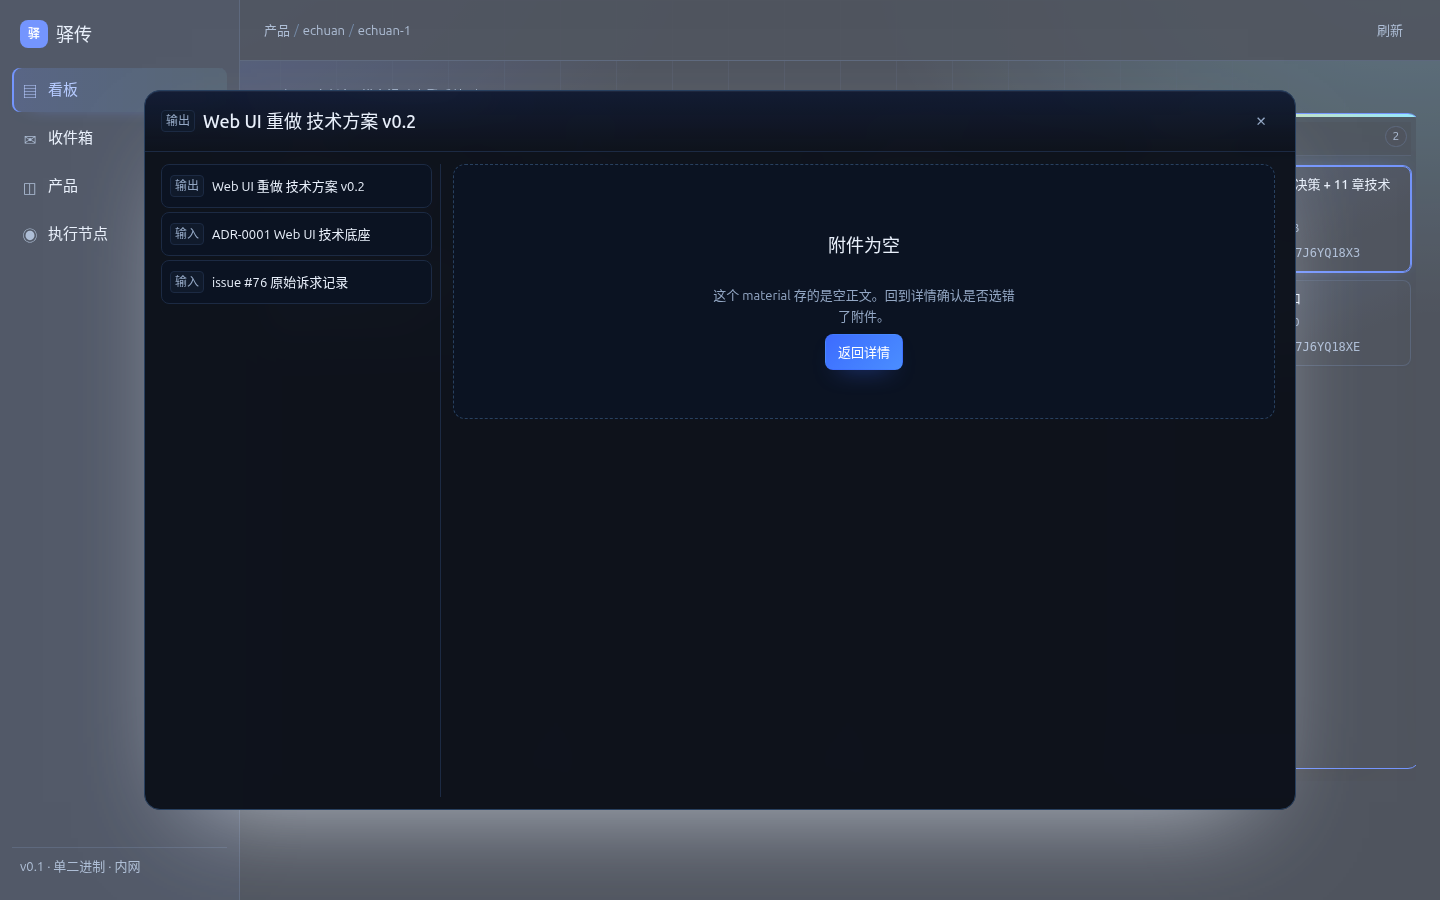 驿 驿传
产品 / echuan / echuan-1
刷新
看板
收件箱
产品
执行节点
v0.1 · 单二进制 · 内网
输出 Web UI 重做 技术方案 v0.2 ×
输出 Web UI 重做 技术方案 v0.2
输入 ADR-0001 Web UI 技术底座
输入 issue #76 原始诉求记录
附件为空
这个 material 存的是空正文。回到详情确认是否选错
了附件。
返回详情
2
决策 + 11 章技术
7J6YQ18X3
7J6YQ18XE